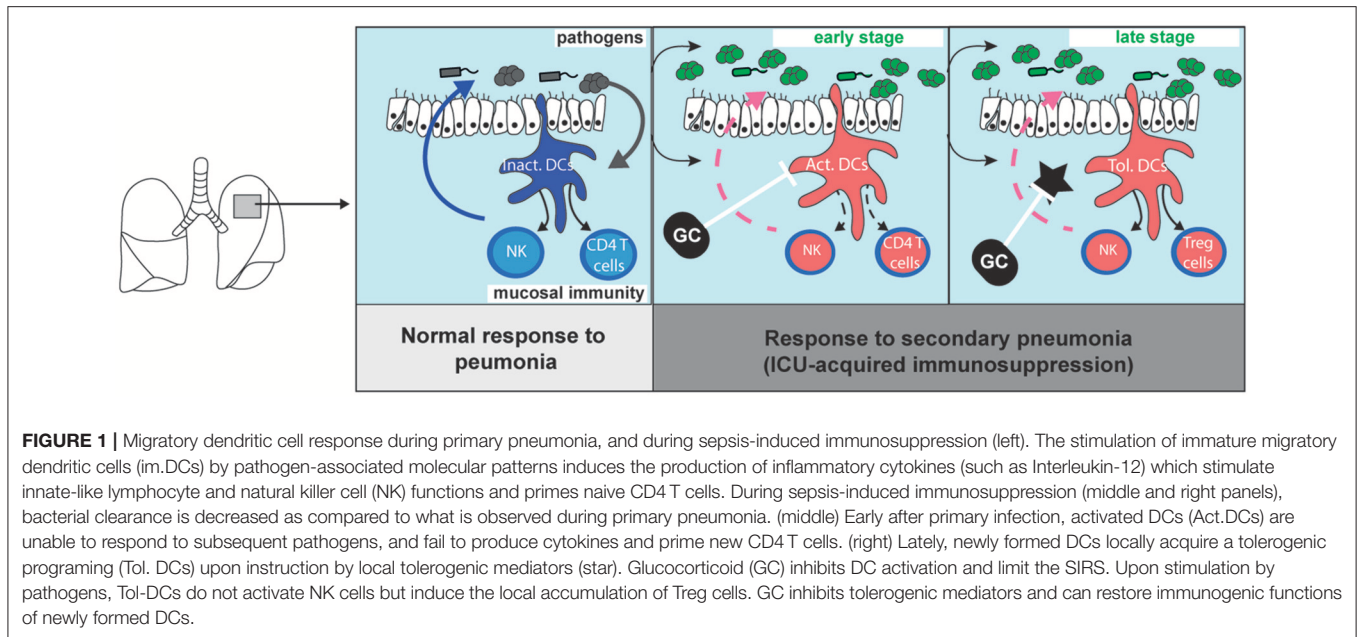 pathogens
Inact. DCs
NK
CD4 T
cells
mucosal immunity
Normal response to
peumonia
early stage
Act. DCs
GC
NK
CD4 T
cells
late stage
Tol. DCs
GC
NK
Treg
cells
Response to secondary pneumonia
(ICU-acquired immunosuppression)
FIGURE 1 | Migratory dendritic cell response during primary pneumonia, and during sepsis-induced immunosuppression (left). The stimulation of immature migratory
dendritic cells (im.DCs) by pathogen-associated molecular patterns induces the production of inflammatory cytokines (such as Interleukin-12) which stimulate
innate-like lymphocyte and natural killer cell (NK) functions and primes naive CD4 T cells. During sepsis-induced immunosuppression (middle and right panels),
bacterial clearance is decreased as compared to what is observed during primary pneumonia. (middle) Early after primary infection, activated DCs (Act.DCs) are
unable to respond to subsequent pathogens, and fail to produce cytokines and prime new CD4 T cells. (right) Lately, newly formed DCs locally acquire a tolerogenic
programing (Tol. DCs) upon instruction by local tolerogenic mediators (star). Glucocorticoid (GC) inhibits DC activation and limit the SIRS. Upon stimulation by
pathogens, Tol-DCs do not activate NK cells but induce the local accumulation of Treg cells. GC inhibits tolerogenic mediators and can restore immunogenic functions
of newly formed DCs.